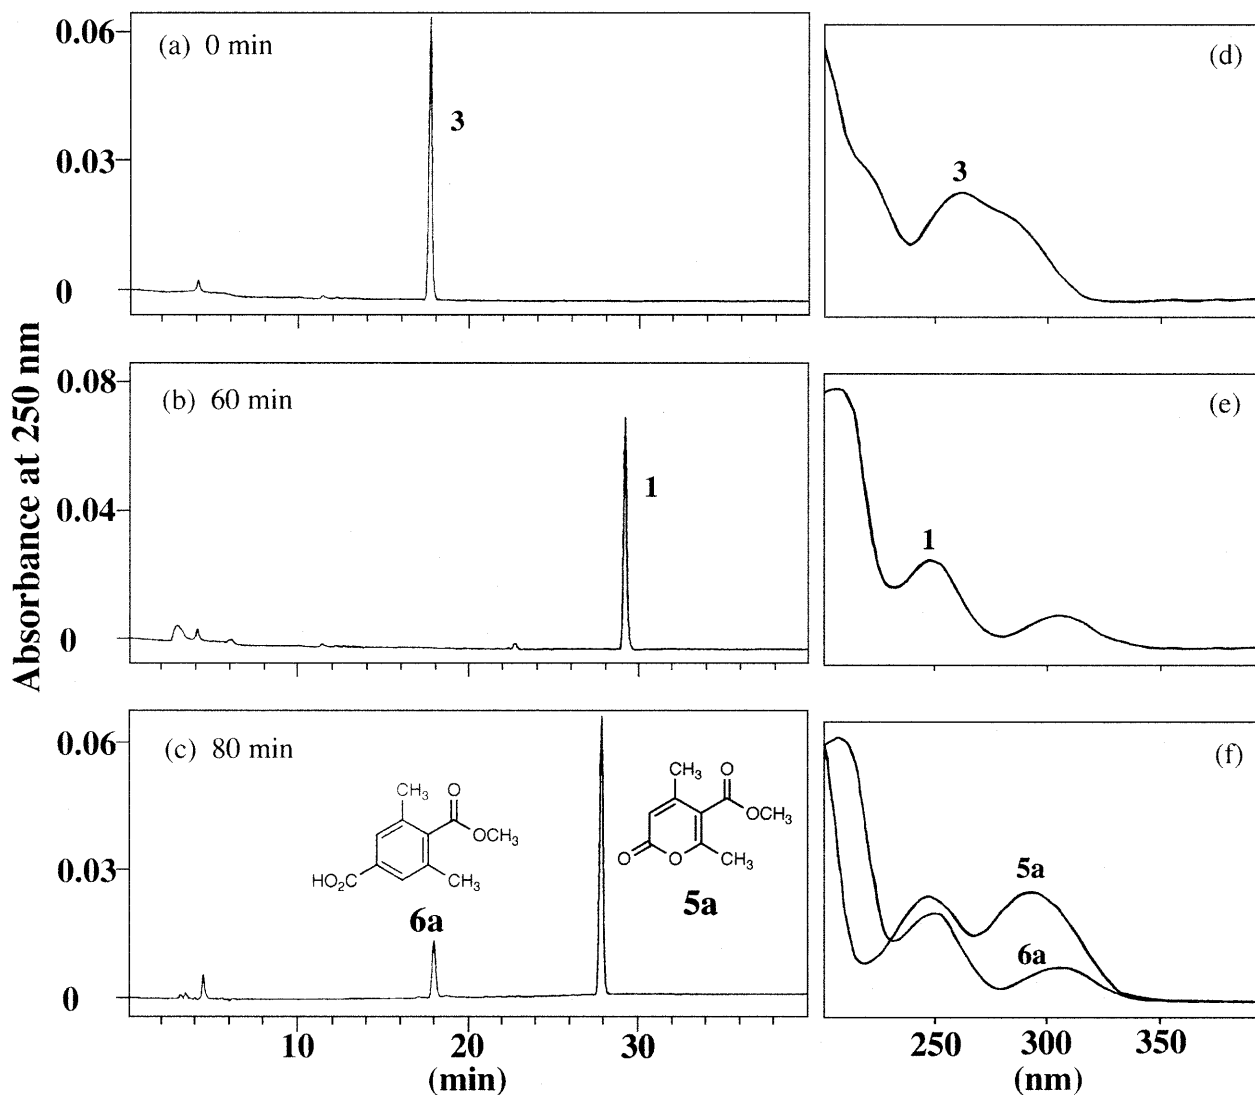 Absorbance at 250 nm
(a) 0 min
0.06
0.03
0
3
(d)
3
(b) 60 min
0.08
0.04
0
1
(e)
1
(c) 80 min
0.06
0.03
0
CH₃
O
OCH₃
CH₃
HO₂C
6a
CH₃
O
OCH₃
O
O
CH₃
5a
10
20
30
(min)
(f)
5a
6a
250
300
350
(nm)